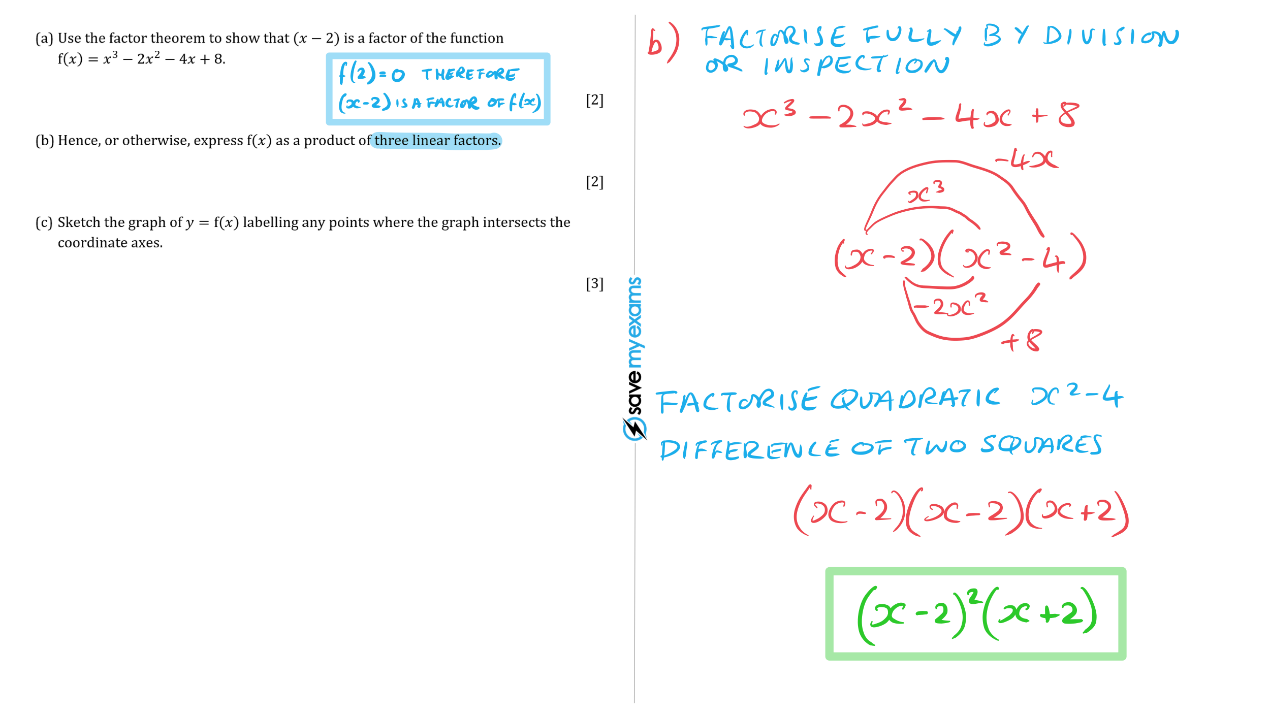 (a) Use the factor theorem to show that (x − 2) is a factor of the function
f(x) = x³ − 2x² − 4x + 8.
f(2)=0 THEREFORE
(x-2) IS A FACTOR OF f(x)
[2]
(b) Hence, or otherwise, express f(x) as a product of three linear factors.
[2]
(c) Sketch the graph of y = f(x) labelling any points where the graph intersects the
coordinate axes.
[3]
savemyexams
b) FACTORISE FULLY BY DIVISION
OR INSPECTION
x³ − 2x² − 4x + 8
-4x
x³
(x-2)(x²-4)
-2x²
+8
FACTORISE QUADRATIC x²-4
DIFFERENCE OF TWO SQUARES
(x-2)(x-2)(x+2)
(x-2)²(x+2)